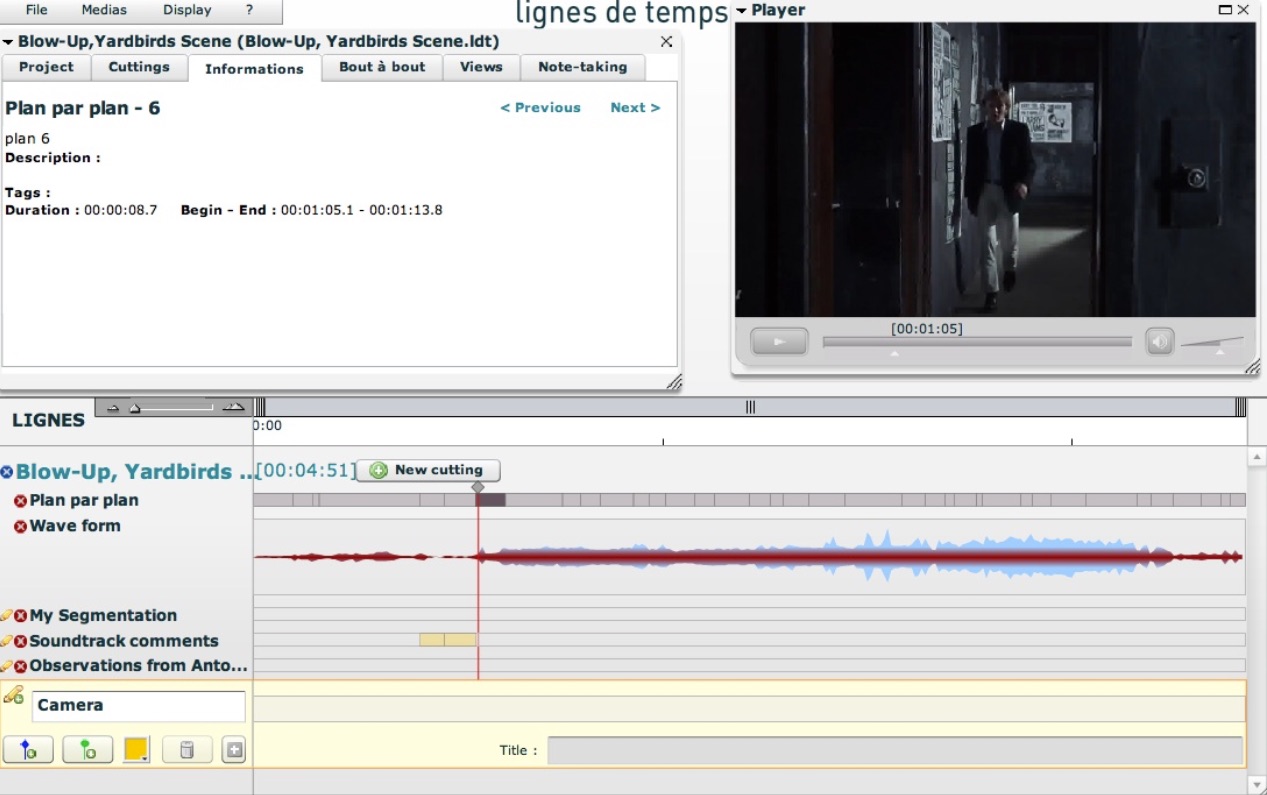 File Medias Display ?
lignes de temps
Blow-Up,Yardbirds Scene (Blow-Up, Yardbirds Scene.ldt)
Project Cuttings Informations Bout à bout Views Note-taking
Plan par plan - 6
< Previous Next >
plan 6
Description :
Tags :
Duration : 00:00:08.7 Begin - End : 00:01:05.1 - 00:01:13.8
Player
[00:01:05]
LIGNES
0:00
Blow-Up, Yardbirds ...
[00:04:51]
New cutting
Plan par plan
Wave form
My Segmentation
Soundtrack comments
Observations from Anto...
Camera
Title :